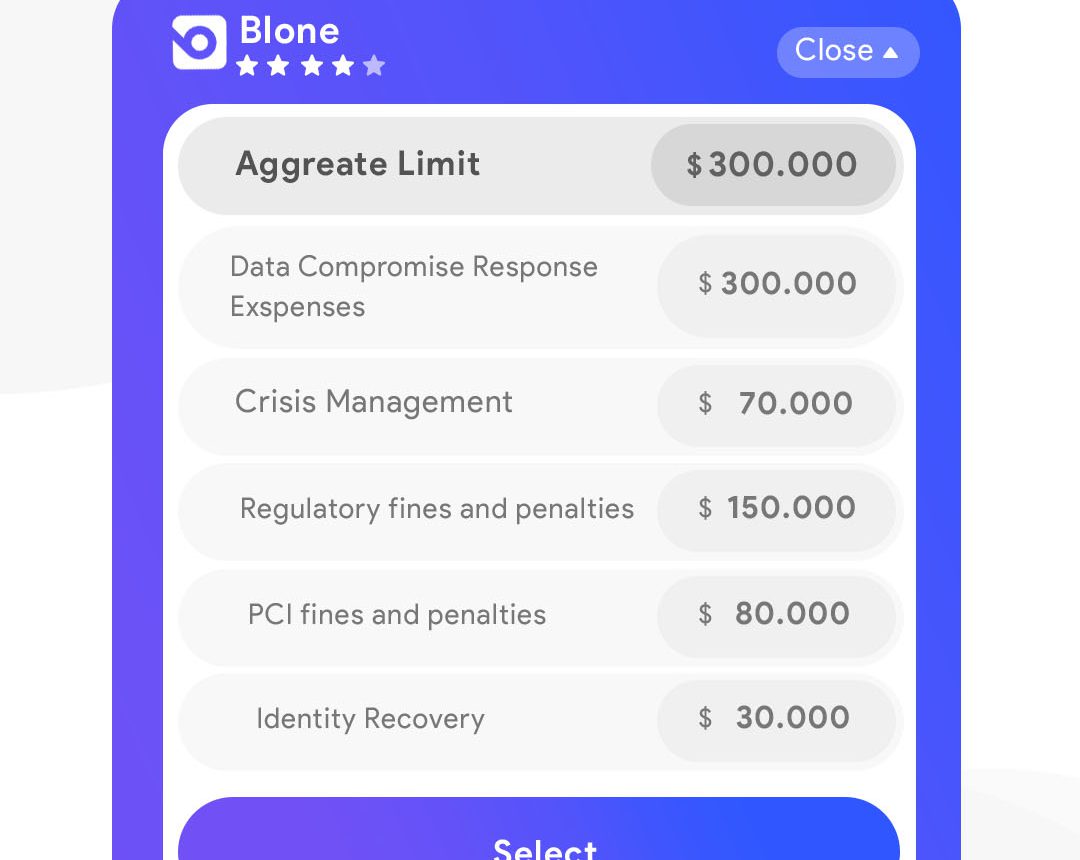 Blone
Close
Aggreate Limit
$ 300.000
Data Compromise Response
Exspenses
$ 300.000
Crisis Management
$ 70.000
Regulatory fines and penalties
$ 150.000
PCI fines and penalties
$ 80.000
Identity Recovery
$ 30.000
Select